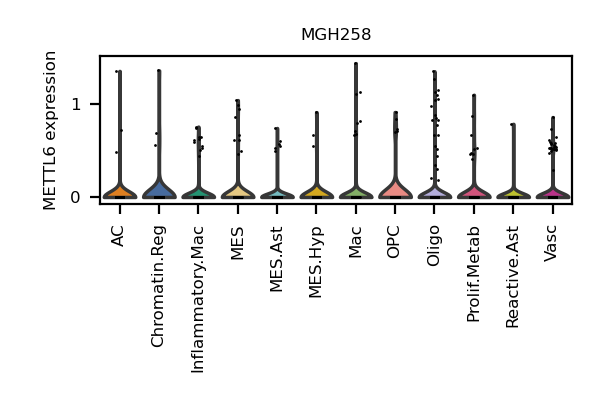 MGH258
METTL6 expression
1
0
AC
Chromatin.Reg
Inflammatory.Mac
MES
MES.Ast
MES.Hyp
Mac
OPC
Oligo
Prolif.Metab
Reactive.Ast
Vasc